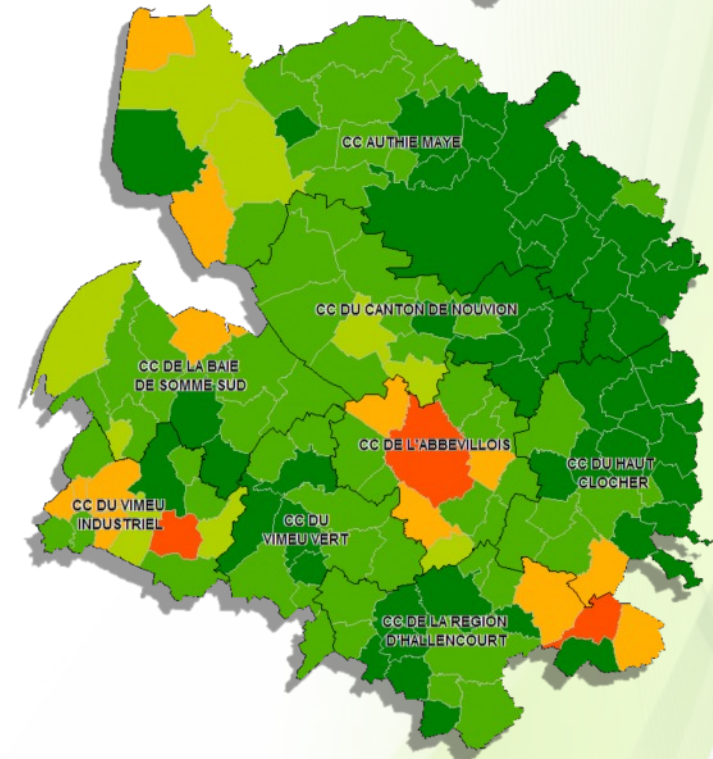 CC AUTHIE MAYE
CC DU CANTON DE NOUVION
CC DE LA BAIE
DE SOMME SUD
CC DE L'ABBEVILLOIS
CC DU HAUT
CLOCHER
CC DU VIMEU
INDUSTRIEL
CC DU
VIMEU VERT
CC DE LA REGION
D'HALLENCOURT